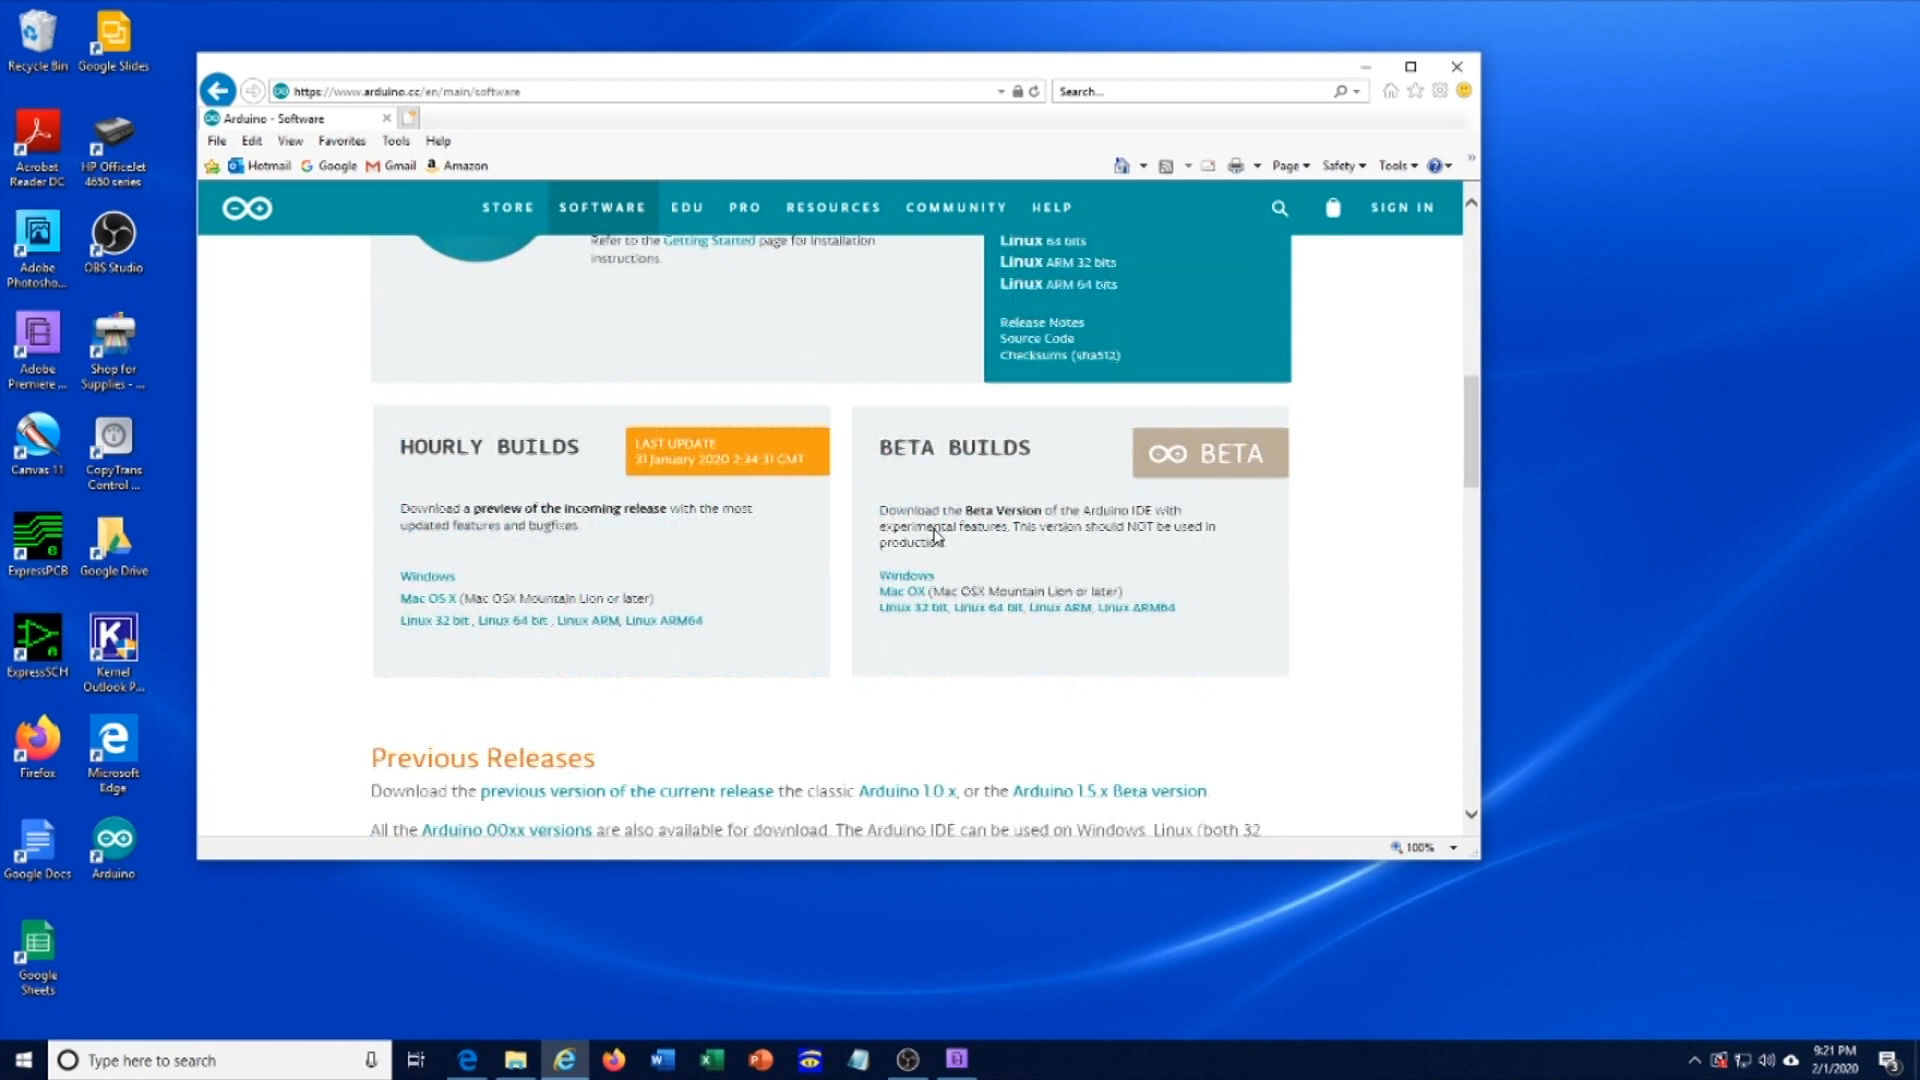 Recycle Bin
Google Slides
Acrobat
Reader DC
HP OfficeJet
4650 series
Adobe
Photosho...
OBS Studio
Adobe
Premiere ...
Shop for
Supplies - ...
Canvas 11
CopyTrans
Control ...
ExpressPCB
Google Drive
ExpressSCH
Kernel
Outlook P...
Firefox
Microsoft
Edge
Google Docs
Arduino
Google
Sheets
https://www.arduino.cc/en/main/software
Search...
Arduino - Software
File Edit View Favorites Tools Help
Hotmail Google Gmail Amazon
Page Safety Tools
STORE SOFTWARE EDU PRO RESOURCES COMMUNITY HELP SIGN IN
Refer to the Getting Started page for Installation
instructions.
Linux 64 bits
Linux ARM 32 bits
Linux ARM 64 bits
Release Notes
Source Code
Checksums (sha512)
HOURLY BUILDS
LAST UPDATE
31 January 2020 2:34:31 GMT
Download a preview of the incoming release with the most
updated features and bugfixes.
Windows
Mac OS X (Mac OSX Mountain Lion or later)
Linux 32 bit , Linux 64 bit , Linux ARM, Linux ARM64
BETA BUILDS
BETA
Download the Beta Version of the Arduino IDE with
experimental features. This version should NOT be used in
production.
Windows
Mac OX (Mac OSX Mountain Lion or later)
Linux 32 bit, Linux 64 bit, Linux ARM, Linux ARM64
Previous Releases
Download the previous version of the current release the classic Arduino 1.0.x, or the Arduino 1.5.x Beta version.
All the Arduino 00xx versions are also available for download. The Arduino IDE can be used on Windows, Linux (both 32
100%
Type here to search
9:21 PM
2/1/2020
3